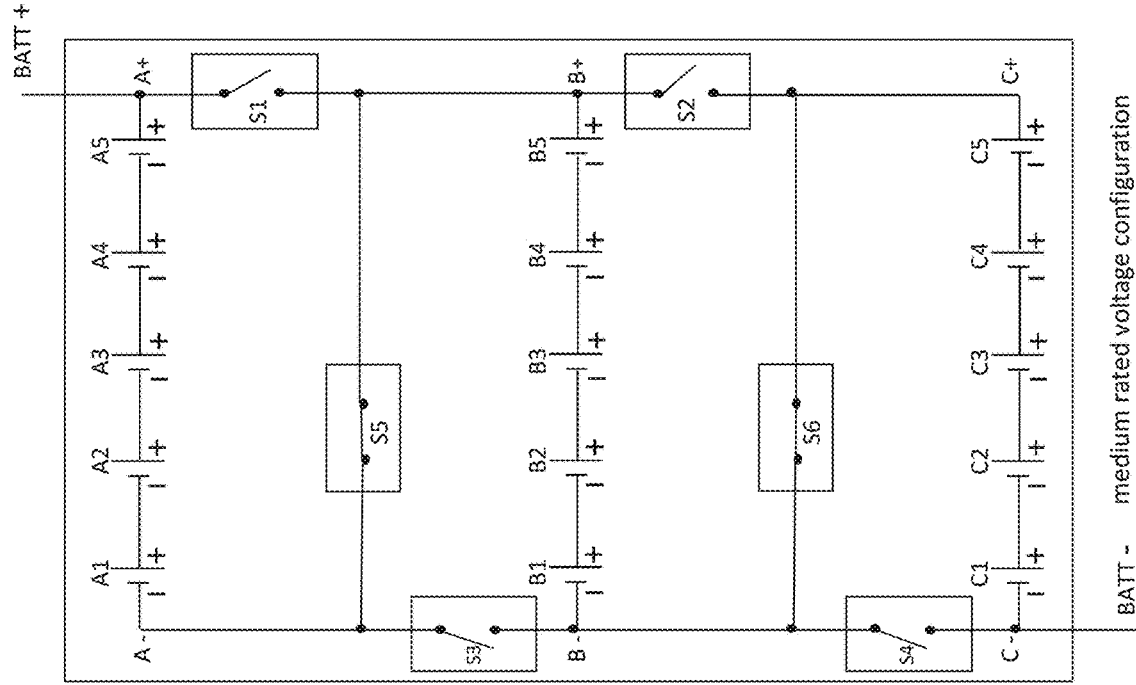 BATT +
A1 A2 A3 A4 A5
A - A+
- + - + - + - + - +
S1
S5
S3
B1 B2 B3 B4 B5
B - B+
- + - + - + - + - +
S2
S6
S4
C1 C2 C3 C4 C5
C - C+
- + - + - + - + - +
BATT - medium rated voltage configuration